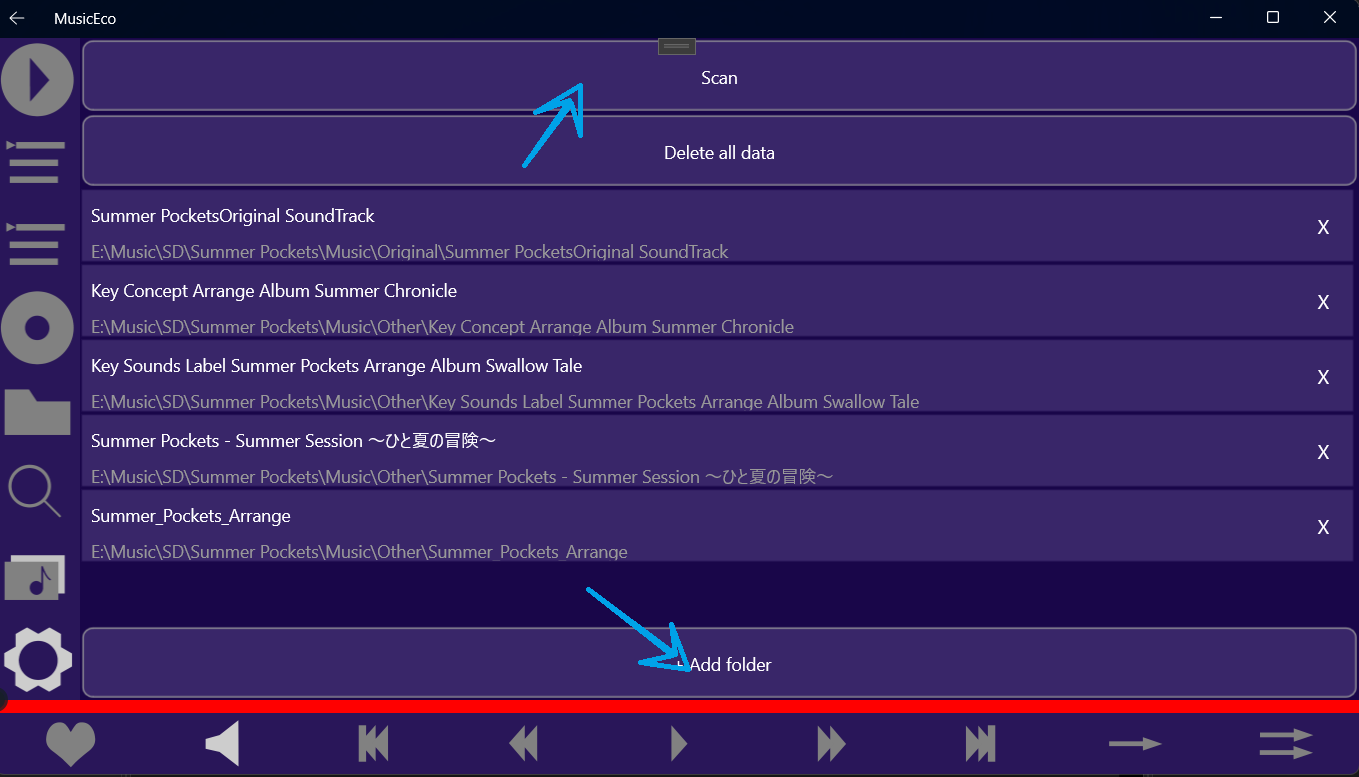 MusicEco
Scan
Delete all data
Summer PocketsOriginal SoundTrack
X
E:\Music\SD\Summer Pockets\Music\Original\Summer PocketsOriginal SoundTrack
Key Concept Arrange Album Summer Chronicle
X
E:\Music\SD\Summer Pockets\Music\Other\Key Concept Arrange Album Summer Chronicle
Key Sounds Label Summer Pockets Arrange Album Swallow Tale
X
E:\Music\SD\Summer Pockets\Music\Other\Key Sounds Label Summer Pockets Arrange Album Swallow Tale
Summer Pockets - Summer Session ～ひと夏の冒険～
X
E:\Music\SD\Summer Pockets\Music\Other\Summer Pockets - Summer Session ～ひと夏の冒険～
Summer_Pockets_Arrange
X
E:\Music\SD\Summer Pockets\Music\Other\Summer_Pockets_Arrange
+Add folder